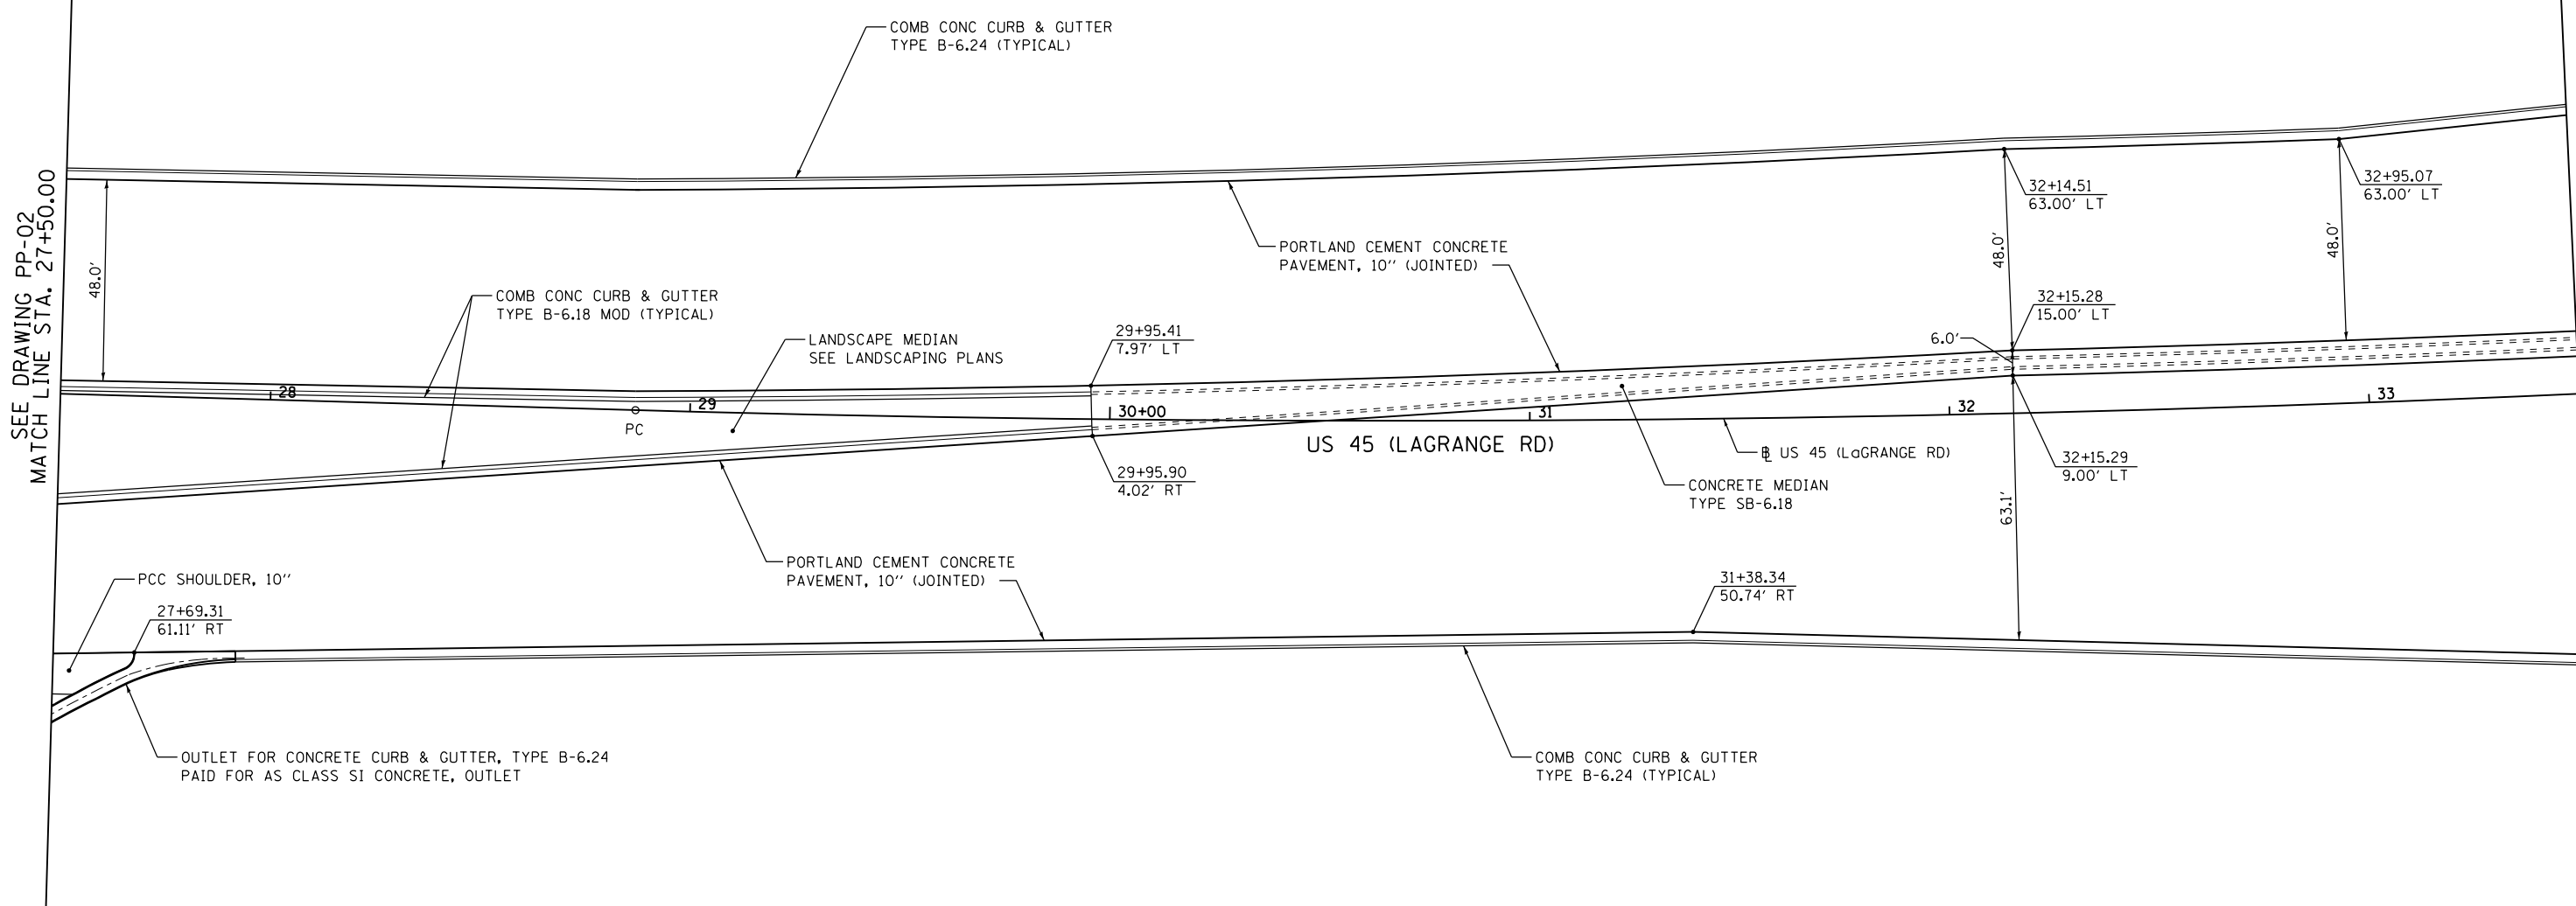 COMB CONC CURB & GUTTER
TYPE B-6.24 (TYPICAL)
SEE DRAWING PP-02
MATCH LINE STA. 27+50.00
48.0'
COMB CONC CURB & GUTTER
TYPE B-6.18 MOD (TYPICAL)
LANDSCAPE MEDIAN
SEE LANDSCAPING PLANS
PORTLAND CEMENT CONCRETE
PAVEMENT, 10'' (JOINTED)
32+14.51
63.00' LT
32+95.07
63.00' LT
48.0'
48.0'
29+95.41
7.97' LT
32+15.28
15.00' LT
6.0'
28
PC
29
30+00
31
32
33
US 45 (LAGRANGE RD)
℄ US 45 (LaGRANGE RD)
29+95.90
4.02' RT
32+15.29
9.00' LT
CONCRETE MEDIAN
TYPE SB-6.18
63.1'
PORTLAND CEMENT CONCRETE
PAVEMENT, 10'' (JOINTED)
PCC SHOULDER, 10''
27+69.31
61.11' RT
31+38.34
50.74' RT
OUTLET FOR CONCRETE CURB & GUTTER, TYPE B-6.24
PAID FOR AS CLASS SI CONCRETE, OUTLET
COMB CONC CURB & GUTTER
TYPE B-6.24 (TYPICAL)